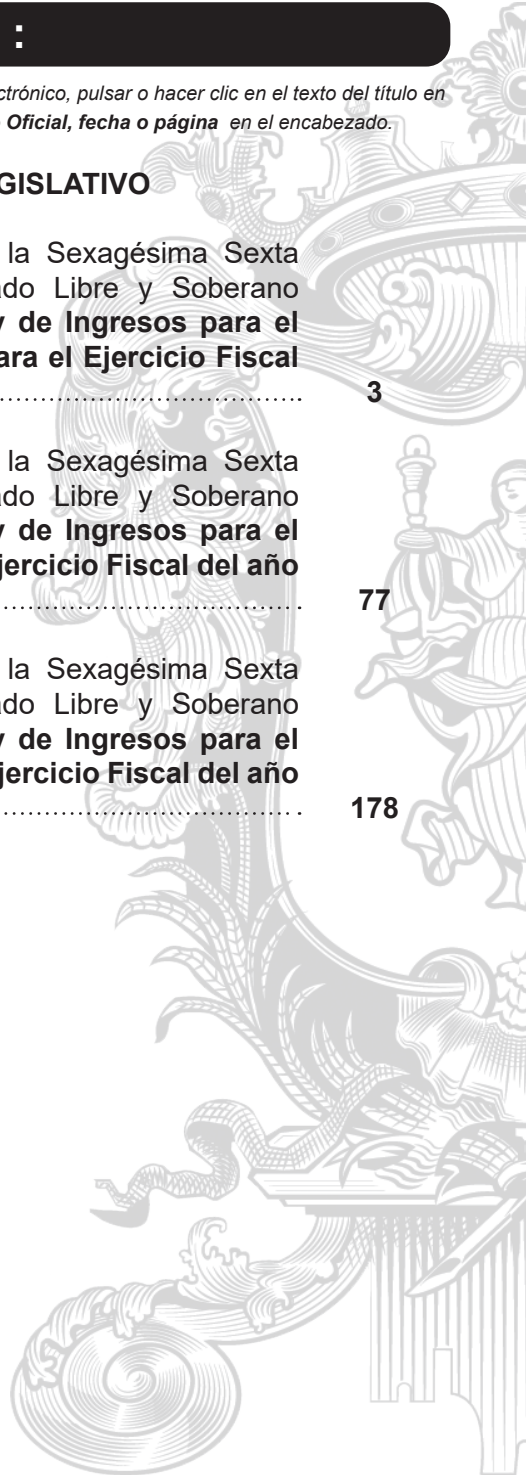 :
ctrónico, pulsar o hacer clic en el texto del título en
Oficial, fecha o página en el encabezado.
GISLATIVO
la Sexagésima Sexta
do Libre y Soberano
de Ingresos para el
ara el Ejercicio Fiscal
................................................. 3
la Sexagésima Sexta
do Libre y Soberano
de Ingresos para el
jercicio Fiscal del año
................................................. 77
la Sexagésima Sexta
do Libre y Soberano
de Ingresos para el
jercicio Fiscal del año
................................................. 178